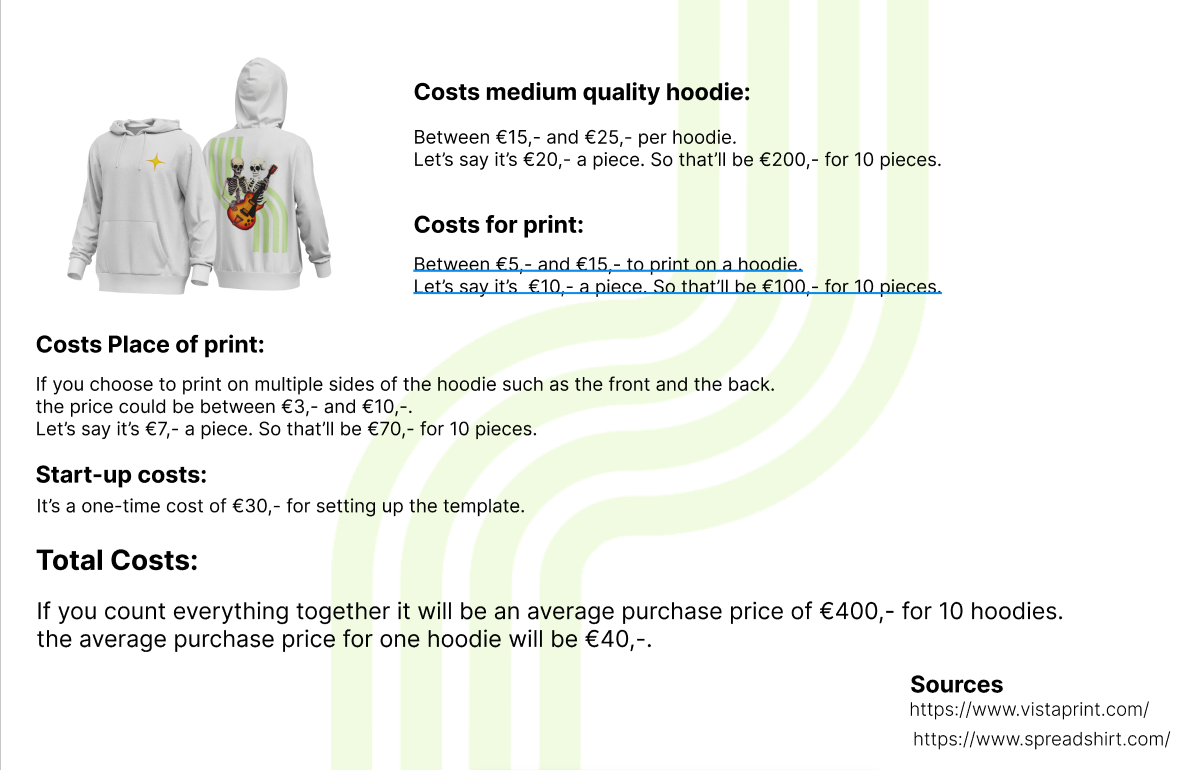 Costs medium quality hoodie:
Between €15,- and €25,- per hoodie.
Let’s say it’s €20,- a piece. So that’ll be €200,- for 10 pieces.
Costs for print:
Between €5,- and €15,- to print on a hoodie.
Let’s say it’s  €10,- a piece. So that’ll be €100,- for 10 pieces.
Costs Place of print:
If you choose to print on multiple sides of the hoodie such as the front and the back.
the price could be between €3,- and €10,-.
Let’s say it’s €7,- a piece. So that’ll be €70,- for 10 pieces.
Start-up costs:
It’s a one-time cost of €30,- for setting up the template.
Total Costs:
If you count everything together it will be an average purchase price of €400,- for 10 hoodies.
the average purchase price for one hoodie will be €40,-.
Sources
https://www.vistaprint.com/
https://www.spreadshirt.com/